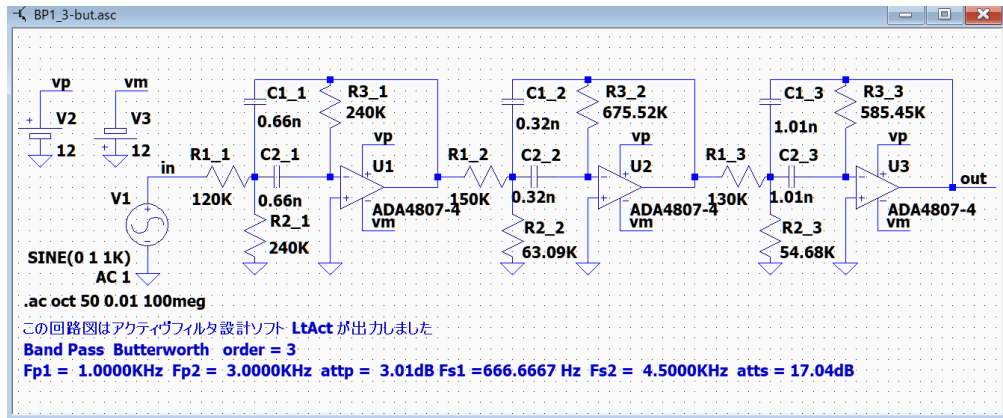 BP1_3-but.asc
vp
vm
C1_1
R3_1
C1_2
R3_2
C1_3
R3_3
+
V2
V3
0.66n
240K
0.32n
675.52K
1.01n
585.45K
12
+
12
vp
vp
vp
in
R1_1
C2_1
U1
R1_2
C2_2
U2
R1_3
C2_3
U3
out
V1
120K
0.66n
ADA4807-4
150K
0.32n
ADA4807-4
130K
1.01n
ADA4807-4
R2_1
vm
R2_2
vm
R2_3
vm
240K
63.09K
54.68K
SINE(0 1 1K)
AC 1
.ac oct 50 0.01 100meg
この回路図はアクティヴフィルタ設計ソフト LtAct が出力しました
Band Pass Butterworth order = 3
Fp1 = 1.0000KHz Fp2 = 3.0000KHz attp = 3.01dB Fs1 =666.6667 Hz Fs2 = 4.5000KHz atts = 17.04dB